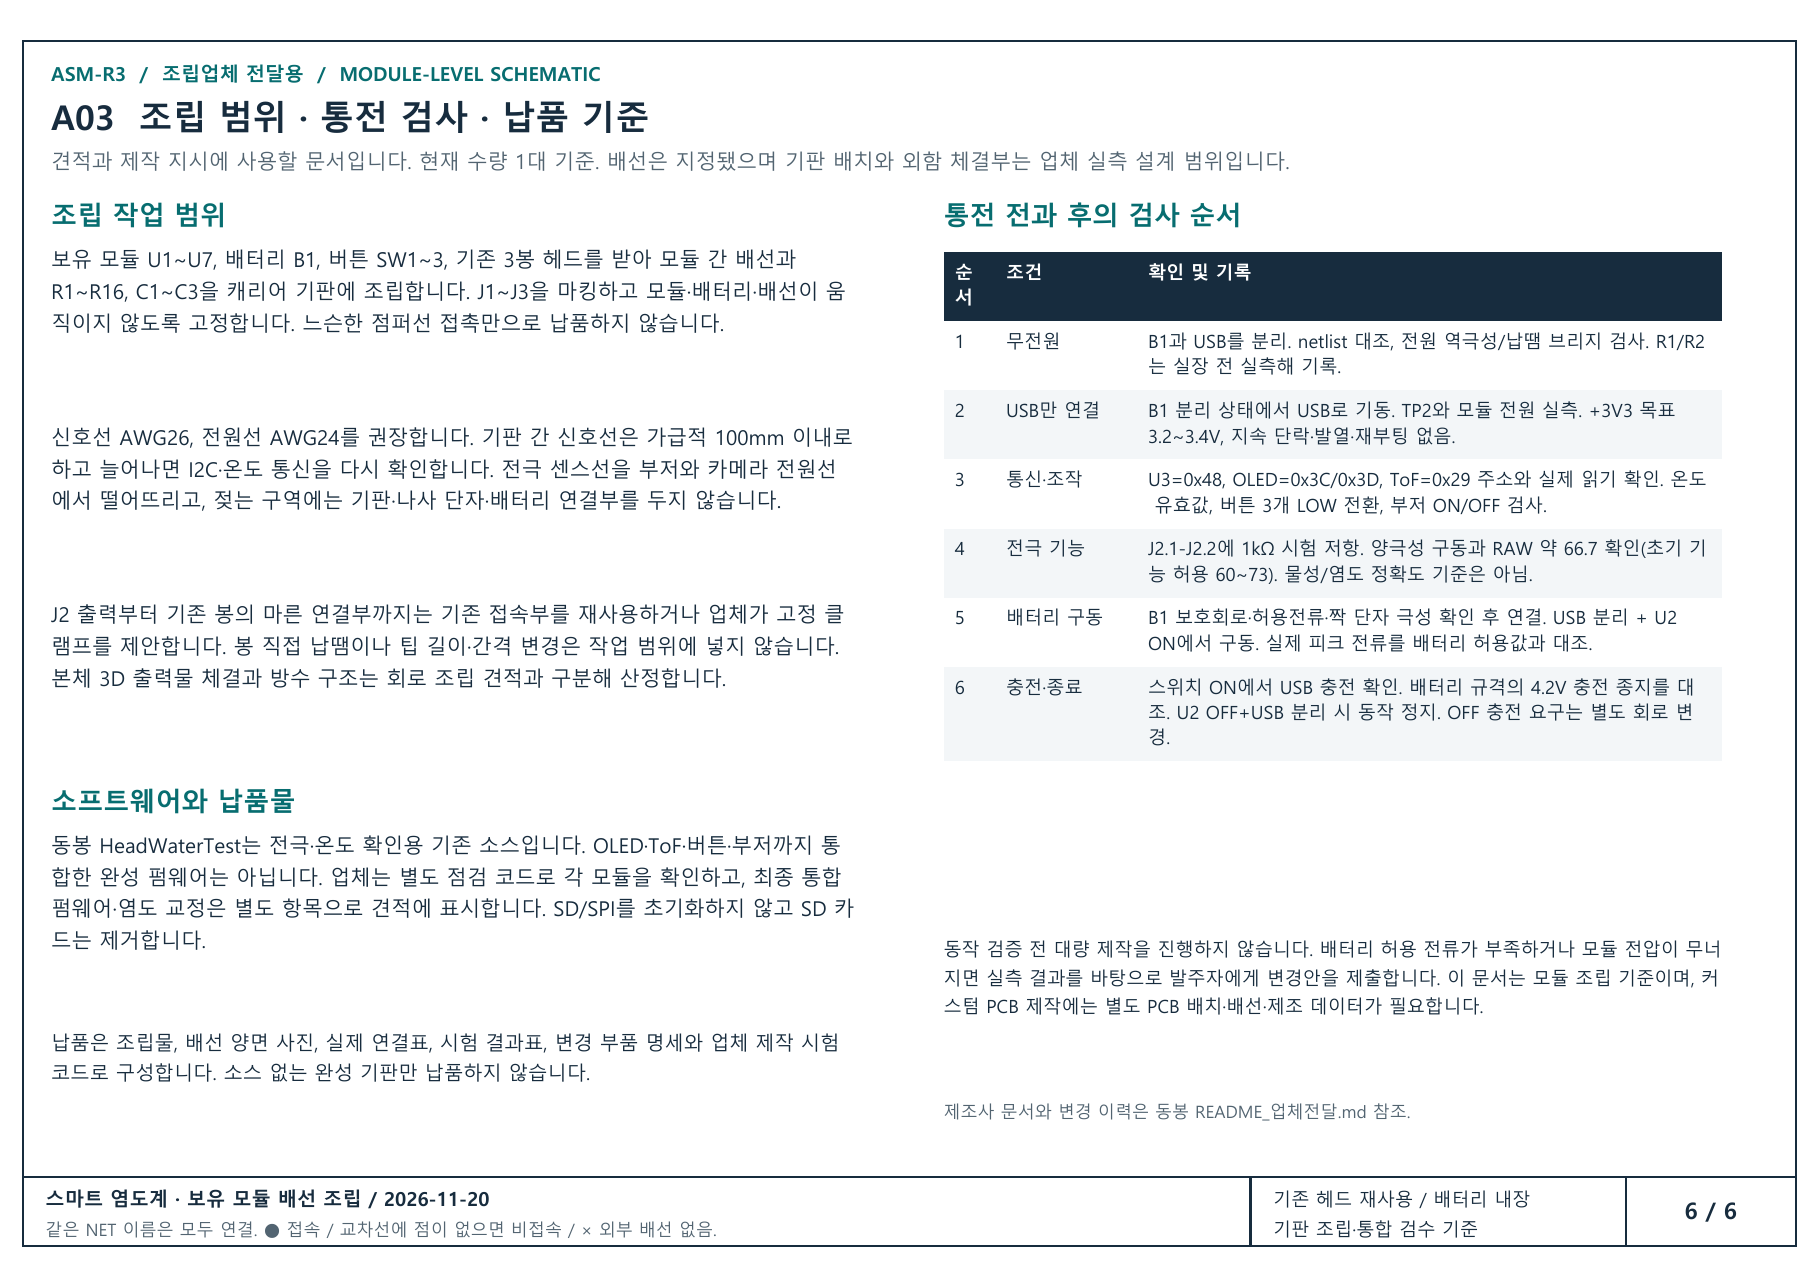 ASM-R3 / 조립업체 전달용 / MODULE-LEVEL SCHEMATIC
A03 조립 범위 · 통전 검사 · 납품 기준
견적과 제작 지시에 사용할 문서입니다. 현재 수량 1대 기준. 배선은 지정됐으며 기판 배치와 외함 체결부는 업체 실측 설계 범위입니다.
조립 작업 범위
보유 모듈 U1~U7, 배터리 B1, 버튼 SW1~3, 기존 3봉 헤드를 받아 모듈 간 배선과
R1~R16, C1~C3을 캐리어 기판에 조립합니다. J1~J3을 마킹하고 모듈·배터리·배선이 움
직이지 않도록 고정합니다. 느슨한 점퍼선 접촉만으로 납품하지 않습니다.
신호선 AWG26, 전원선 AWG24를 권장합니다. 기판 간 신호선은 가급적 100mm 이내로
하고 늘어나면 I2C·온도 통신을 다시 확인합니다. 전극 센스선을 부저와 카메라 전원선
에서 떨어뜨리고, 젖는 구역에는 기판·나사 단자·배터리 연결부를 두지 않습니다.
J2 출력부터 기존 봉의 마른 연결부까지는 기존 접속부를 재사용하거나 업체가 고정 클
램프를 제안합니다. 봉 직접 납땜이나 팁 길이·간격 변경은 작업 범위에 넣지 않습니다.
본체 3D 출력물 체결과 방수 구조는 회로 조립 견적과 구분해 산정합니다.
소프트웨어와 납품물
동봉 HeadWaterTest는 전극·온도 확인용 기존 소스입니다. OLED·ToF·버튼·부저까지 통
합한 완성 펌웨어는 아닙니다. 업체는 별도 점검 코드로 각 모듈을 확인하고, 최종 통합
펌웨어·염도 교정은 별도 항목으로 견적에 표시합니다. SD/SPI를 초기화하지 않고 SD 카
드는 제거합니다.
납품은 조립물, 배선 양면 사진, 실제 연결표, 시험 결과표, 변경 부품 명세와 업체 제작 시험
코드로 구성합니다. 소스 없는 완성 기판만 납품하지 않습니다.
통전 전과 후의 검사 순서
순서 조건 확인 및 기록
1 무전원 B1과 USB를 분리. netlist 대조, 전원 역극성/납땜 브리지 검사. R1/R2
는 실장 전 실측해 기록.
2 USB만 연결 B1 분리 상태에서 USB로 기동. TP2와 모듈 전원 실측. +3V3 목표
3.2~3.4V, 지속 단락·발열·재부팅 없음.
3 통신·조작 U3=0x48, OLED=0x3C/0x3D, ToF=0x29 주소와 실제 읽기 확인. 온도
유효값, 버튼 3개 LOW 전환, 부저 ON/OFF 검사.
4 전극 기능 J2.1-J2.2에 1kΩ 시험 저항. 양극성 구동과 RAW 약 66.7 확인(초기 기
능 허용 60~73). 물성/염도 정확도 기준은 아님.
5 배터리 구동 B1 보호회로·허용전류·짝 단자 극성 확인 후 연결. USB 분리 + U2
ON에서 구동. 실제 피크 전류를 배터리 허용값과 대조.
6 충전·종료 스위치 ON에서 USB 충전 확인. 배터리 규격의 4.2V 충전 종지를 대
조. U2 OFF+USB 분리 시 동작 정지. OFF 충전 요구는 별도 회로 변
경.
동작 검증 전 대량 제작을 진행하지 않습니다. 배터리 허용 전류가 부족하거나 모듈 전압이 무너
지면 실측 결과를 바탕으로 발주자에게 변경안을 제출합니다. 이 문서는 모듈 조립 기준이며, 커
스텀 PCB 제작에는 별도 PCB 배치·배선·제조 데이터가 필요합니다.
제조사 문서와 변경 이력은 동봉 README_업체전달.md 참조.
스마트 염도계 · 보유 모듈 배선 조립 / 2026-11-20
같은 NET 이름은 모두 연결. ● 접속 / 교차선에 점이 없으면 비접속 / × 외부 배선 없음.
기존 헤드 재사용 / 배터리 내장
기판 조립·통합 검수 기준
6 / 6